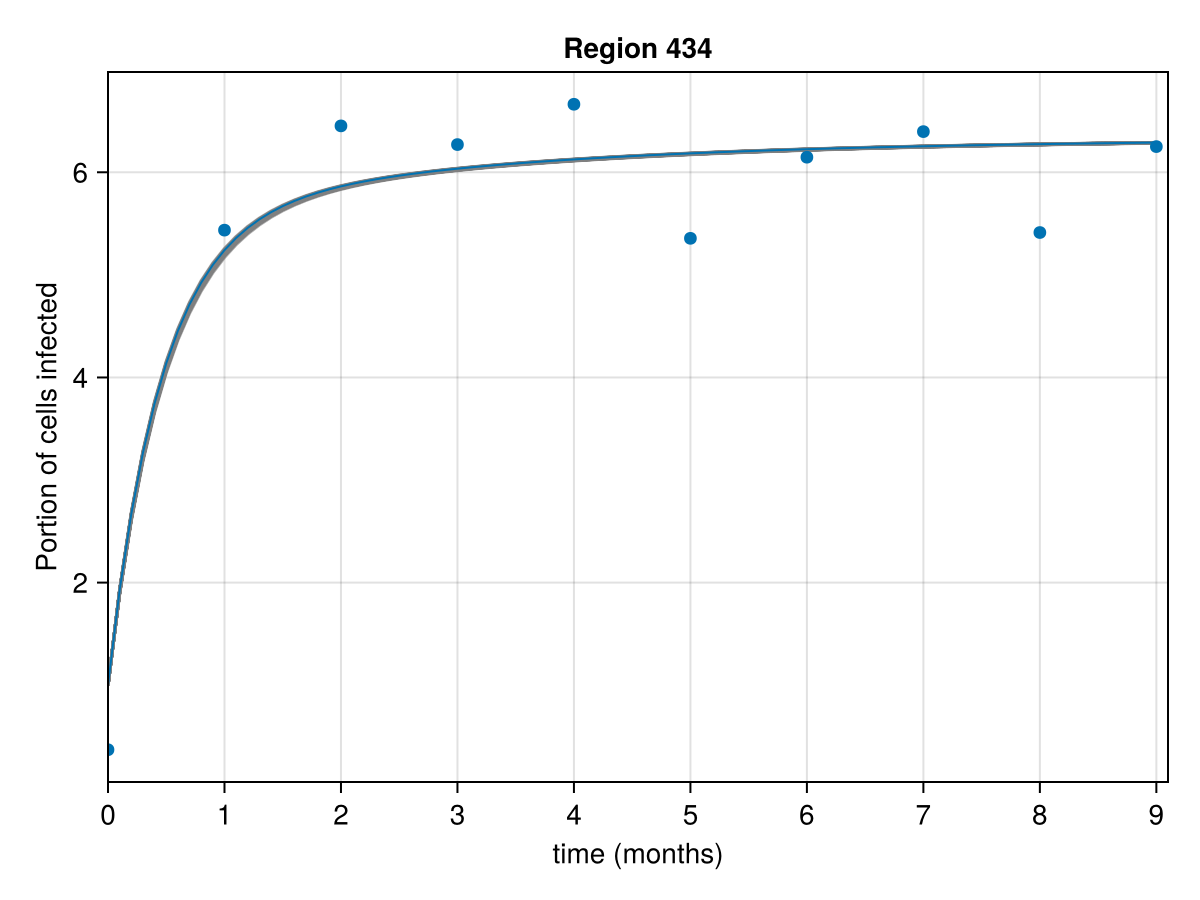 Region 434
Portion of cells infected
6
4
2
0 1 2 3 4 5 6 7 8 9
time (months)